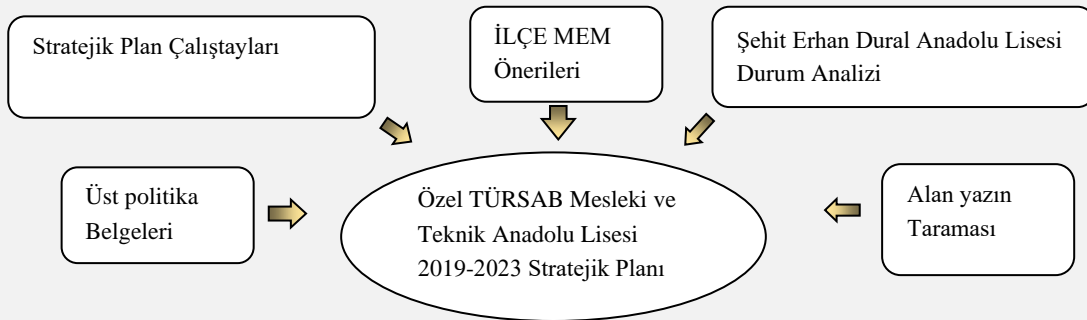 Stratejik Plan Çalıştayları
İLÇE MEM
Önerileri
Şehit Erhan Dural Anadolu Lisesi
Durum Analizi
Üst politika
Belgeleri
Özel TÜRSAB Mesleki ve
Teknik Anadolu Lisesi
2019-2023 Stratejik Planı
Alan yazın
Taraması